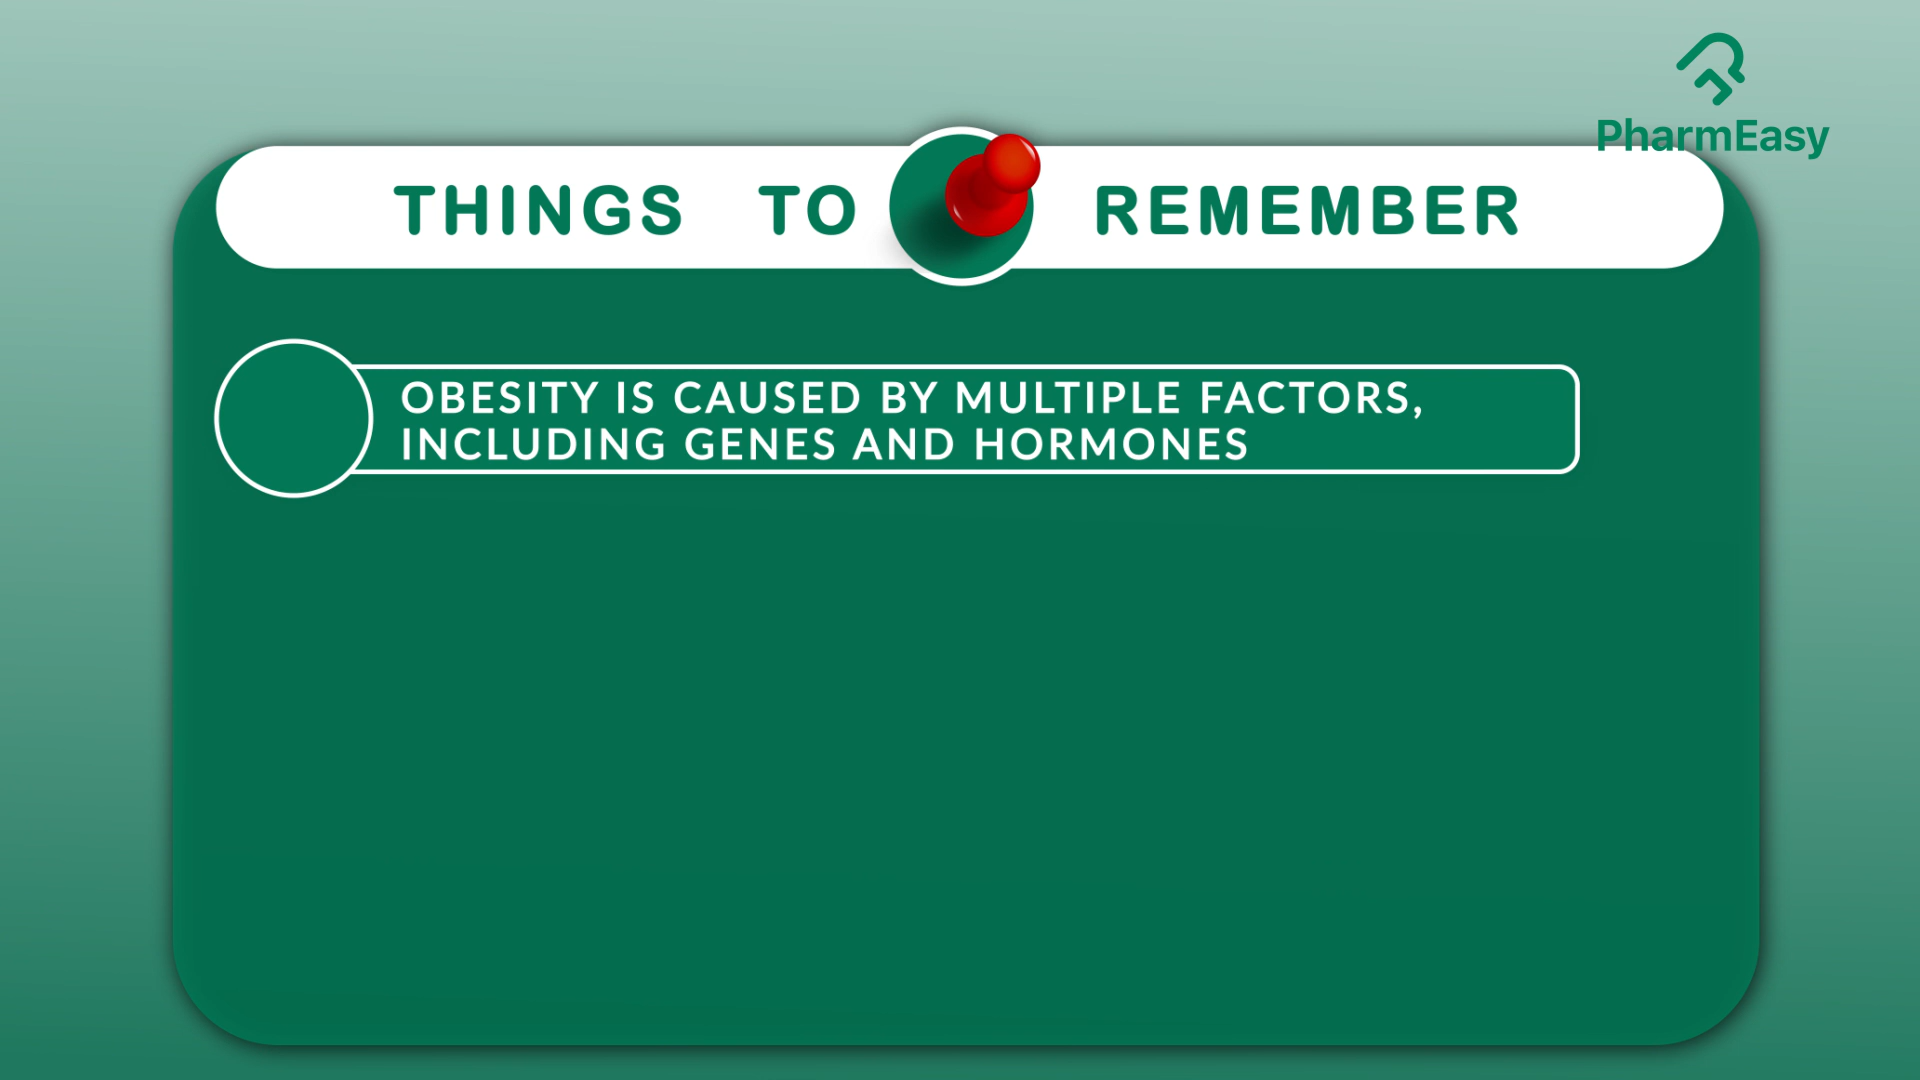 PharmEasy
THINGS TO REMEMBER
OBESITY IS CAUSED BY MULTIPLE FACTORS,
INCLUDING GENES AND HORMONES